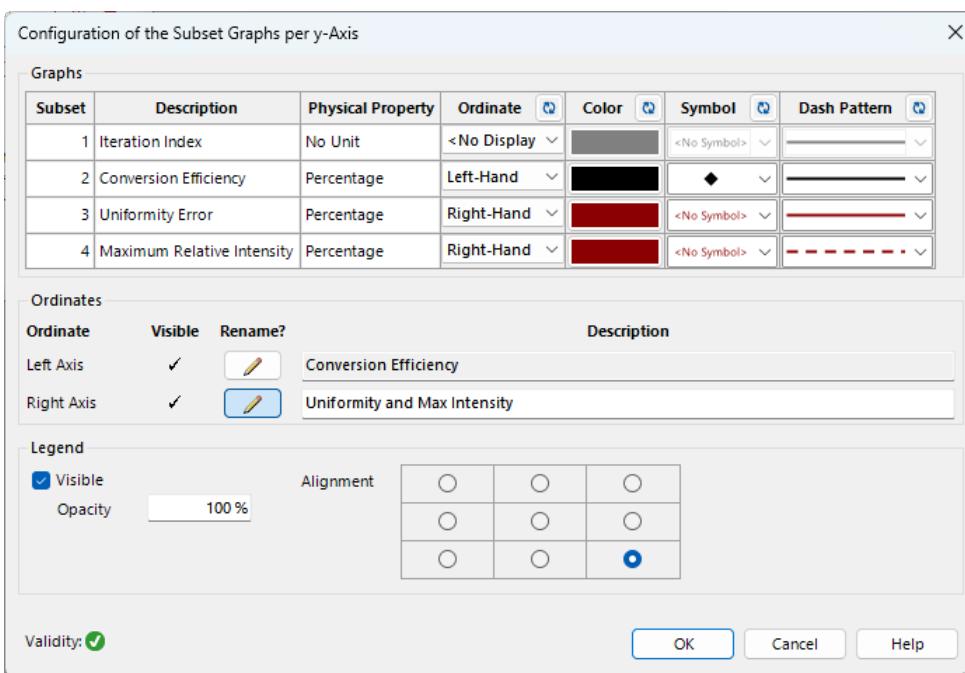 Configuration of the Subset Graphs per y-Axis
Graphs
Subset Description Physical Property Ordinate Color Symbol Dash Pattern
1 Iteration Index No Unit <No Display <No Symbol>
2 Conversion Efficiency Percentage Left-Hand
3 Uniformity Error Percentage Right-Hand <No Symbol>
4 Maximum Relative Intensity Percentage Right-Hand <No Symbol>
Ordinates
Ordinate Visible Rename? Description
Left Axis ✓ Conversion Efficiency
Right Axis ✓ Uniformity and Max Intensity
Legend
Visible Alignment
Opacity 100 %
Validity: OK Cancel Help